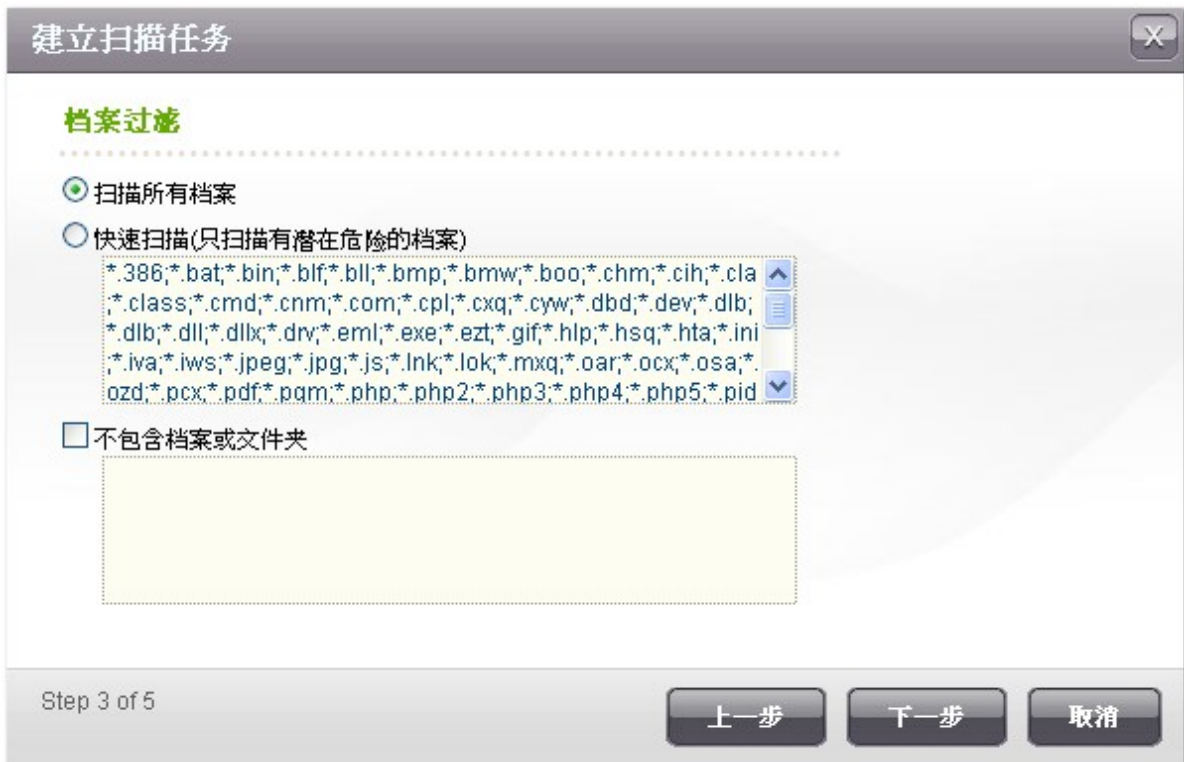 建立扫描任务
X
档案过滤
扫描所有档案
快速扫描(只扫描有潜在危险的档案)
*.386;*.bat;*.bin;*.blf;*.bll;*.bmp;*.bmw;*.boo;*.chm;*.cih;*.cla
;*.class;*.cmd;*.cnm;*.com;*.cpl;*.cxq;*.cyw;*.dbd;*.dev;*.dlb;
*.dlb;*.dll;*.dllx;*.drv;*.eml;*.exe;*.ezt;*.gif;*.hlp;*.hsq;*.hta;*.ini
;*.iva;*.iws;*.jpeg;*.jpg;*.js;*.lnk;*.lok;*.mxq;*.oar;*.ocx;*.osa;*.
ozd;*.pcx;*.pdf;*.pgm;*.php;*.php2;*.php3;*.php4;*.php5;*.pid
不包含档案或文件夹
Step 3 of 5
上一步
下一步
取消